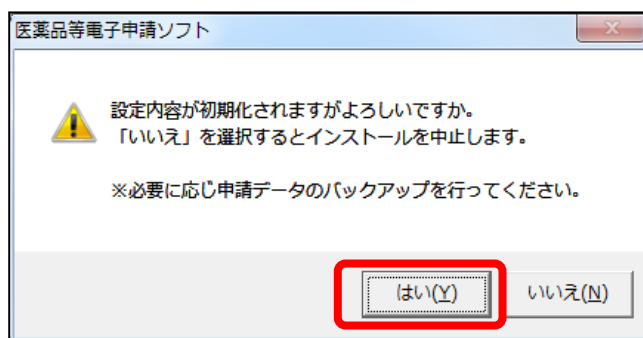 医薬品等電子申請ソフト
設定内容が初期化されますがよろしいですか。
「いいえ」を選択するとインストールを中止します。
※必要に応じ申請データのバックアップを行ってください。
はい(Y)
いいえ(N)